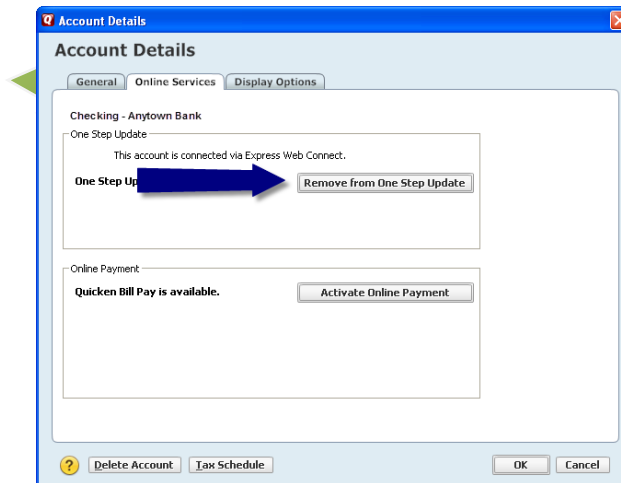 Account Details
Account Details
General Online Services Display Options
Checking - Anytown Bank
One Step Update
This account is connected via Express Web Connect.
One Step Remove from One Step Update
Online Payment
Quicken Bill Pay is available. Activate Online Payment
? Delete Account Tax Schedule OK Cancel